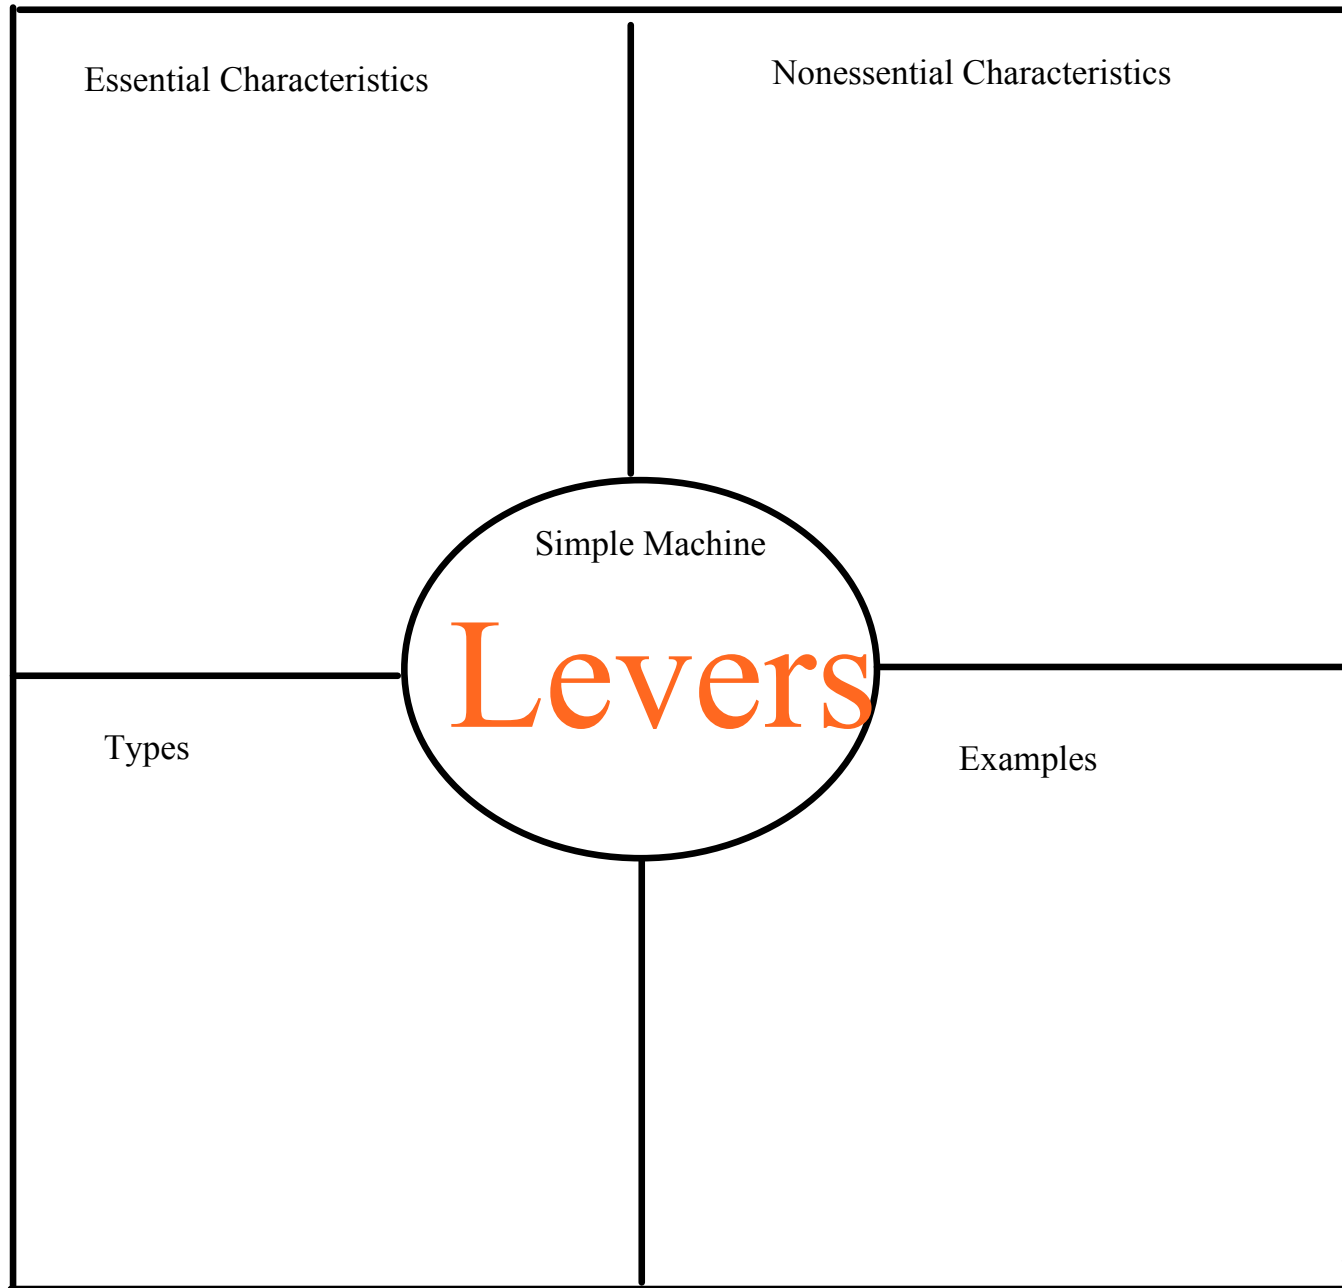 Essential Characteristics
Nonessential Characteristics
Simple Machine
Levers
Types
Examples